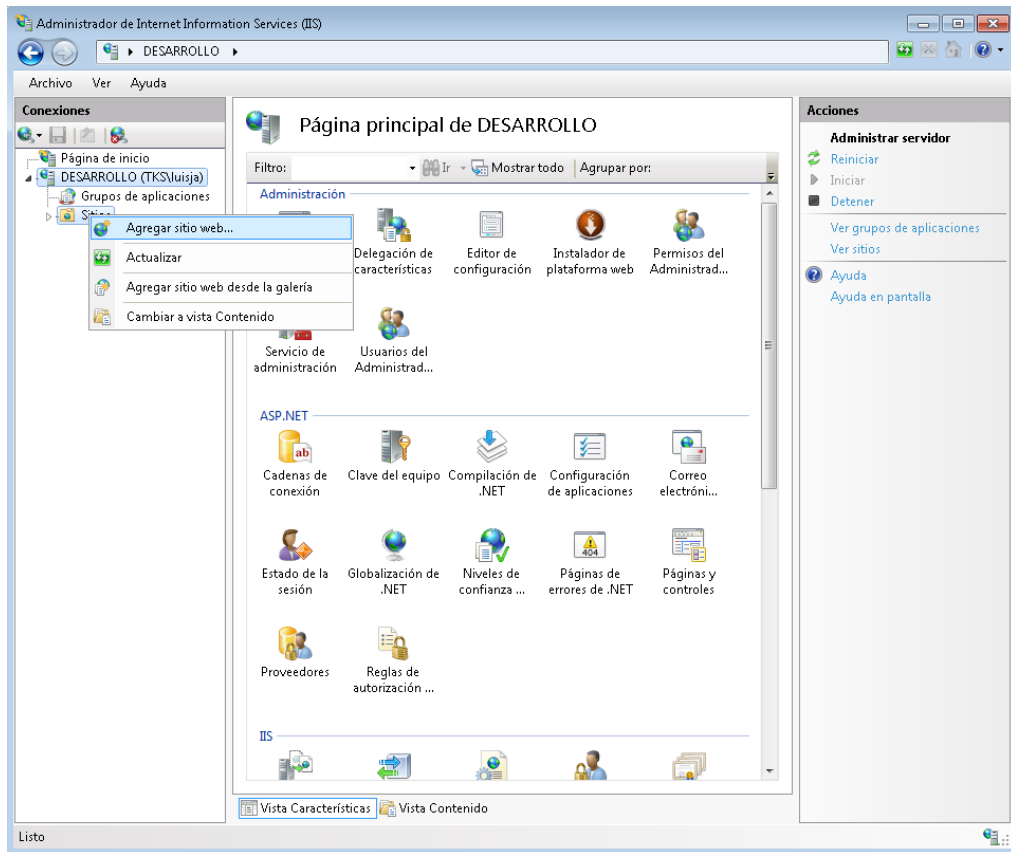 Administrador de Internet Information Services (IIS)
DESARROLLO
Archivo Ver Ayuda
Conexiones
Página de inicio
DESARROLLO (TKS\luisja)
Grupos de aplicaciones
Sitios
Agregar sitio web...
Actualizar
Agregar sitio web desde la galería
Cambiar a vista Contenido
Página principal de DESARROLLO
Filtro: Ir Mostrar todo Agrupar por:
Administración
Delegación de características
Editor de configuración
Instalador de plataforma web
Permisos del Administrad...
Servicio de administración
Usuarios del Administrad...
ASP.NET
ab
Cadenas de conexión
Clave del equipo
Compilación de .NET
Configuración de aplicaciones
Correo electróni...
Estado de la sesión
Globalización de .NET
Niveles de confianza ...
404
Páginas de errores de .NET
Páginas y controles
Proveedores
Reglas de autorización ...
IIS
Vista Características Vista Contenido
Acciones
Administrar servidor
Reiniciar
Iniciar
Detener
Ver grupos de aplicaciones
Ver sitios
Ayuda
Ayuda en pantalla
Listo